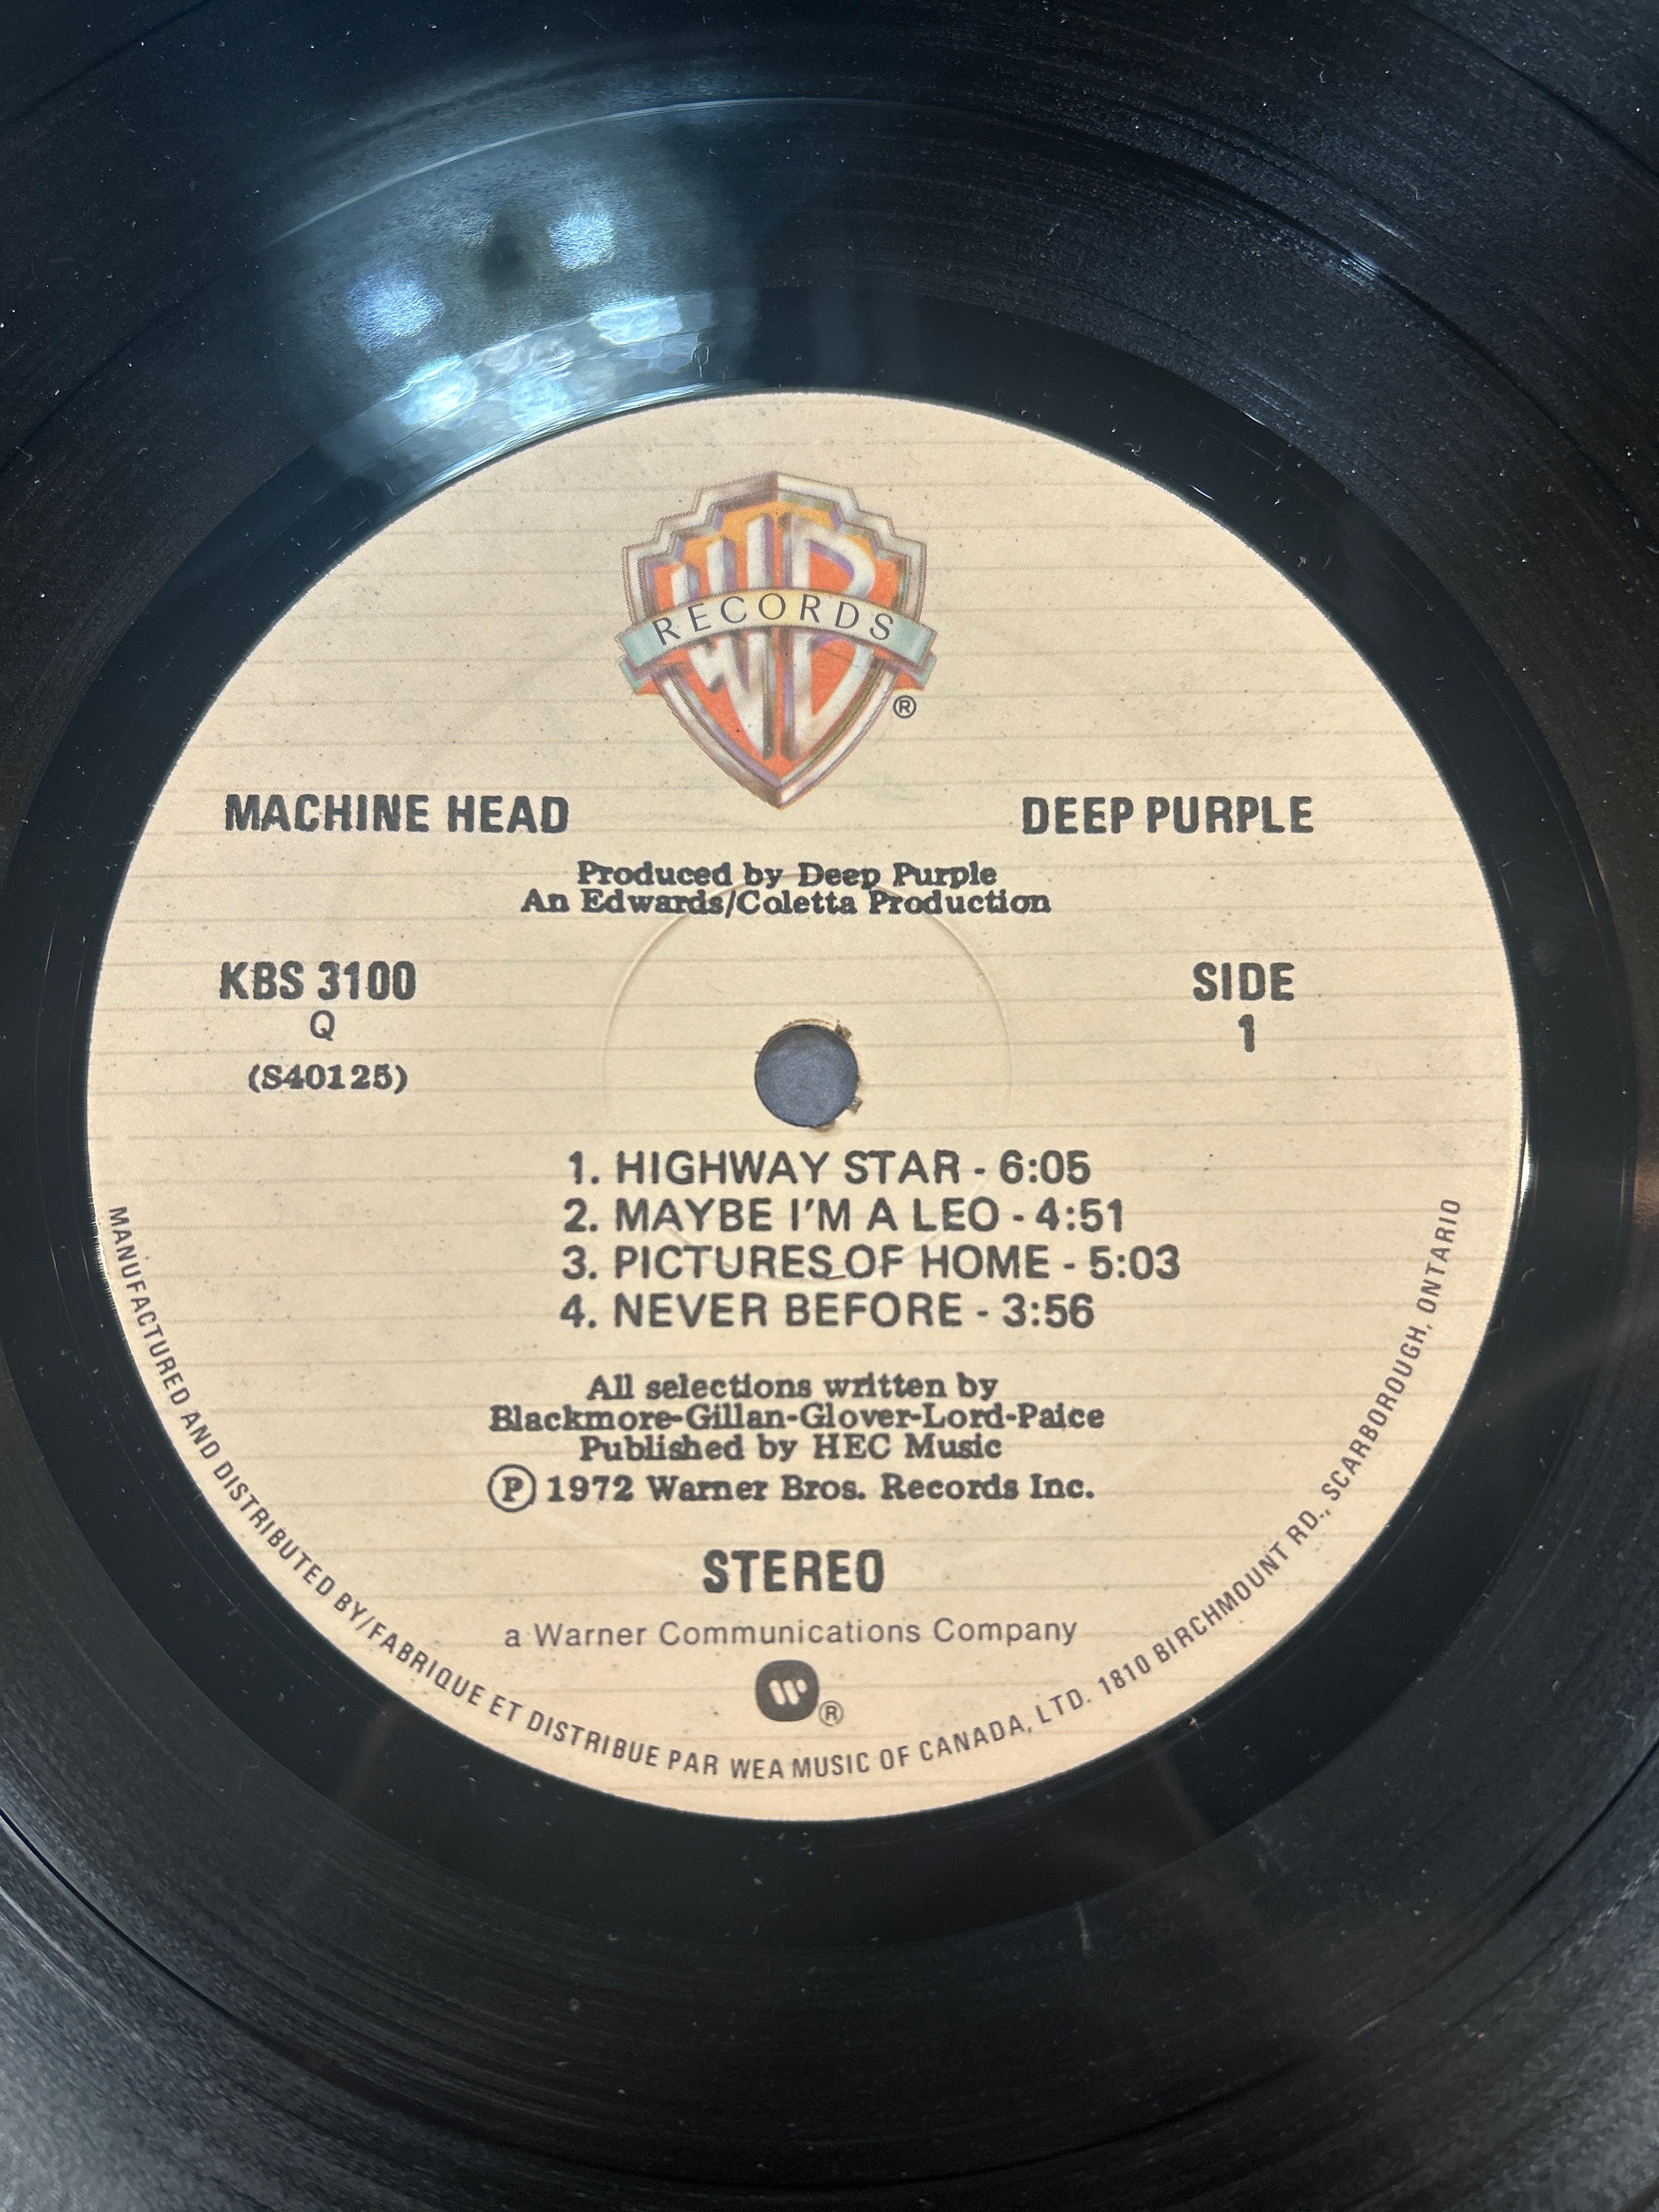 WB
RECORDS
®
MACHINE HEAD
DEEP PURPLE
Produced by Deep Purple
An Edwards/Coletta Production
KBS 3100
Q
(S40125)
SIDE
1
1. HIGHWAY STAR - 6:05
2. MAYBE I'M A LEO - 4:51
3. PICTURES OF HOME - 5:03
4. NEVER BEFORE - 3:56
All selections written by
Blackmore-Gillan-Glover-Lord-Paice
Published by HEC Music
Ⓟ 1972 Warner Bros. Records Inc.
STEREO
a Warner Communications Company
®
MANUFACTURED AND DISTRIBUTED BY/FABRIQUE ET DISTRIBUE PAR WEA MUSIC OF CANADA, LTD. 1810 BIRCHMOUNT RD., SCARBOROUGH, ONTARIO